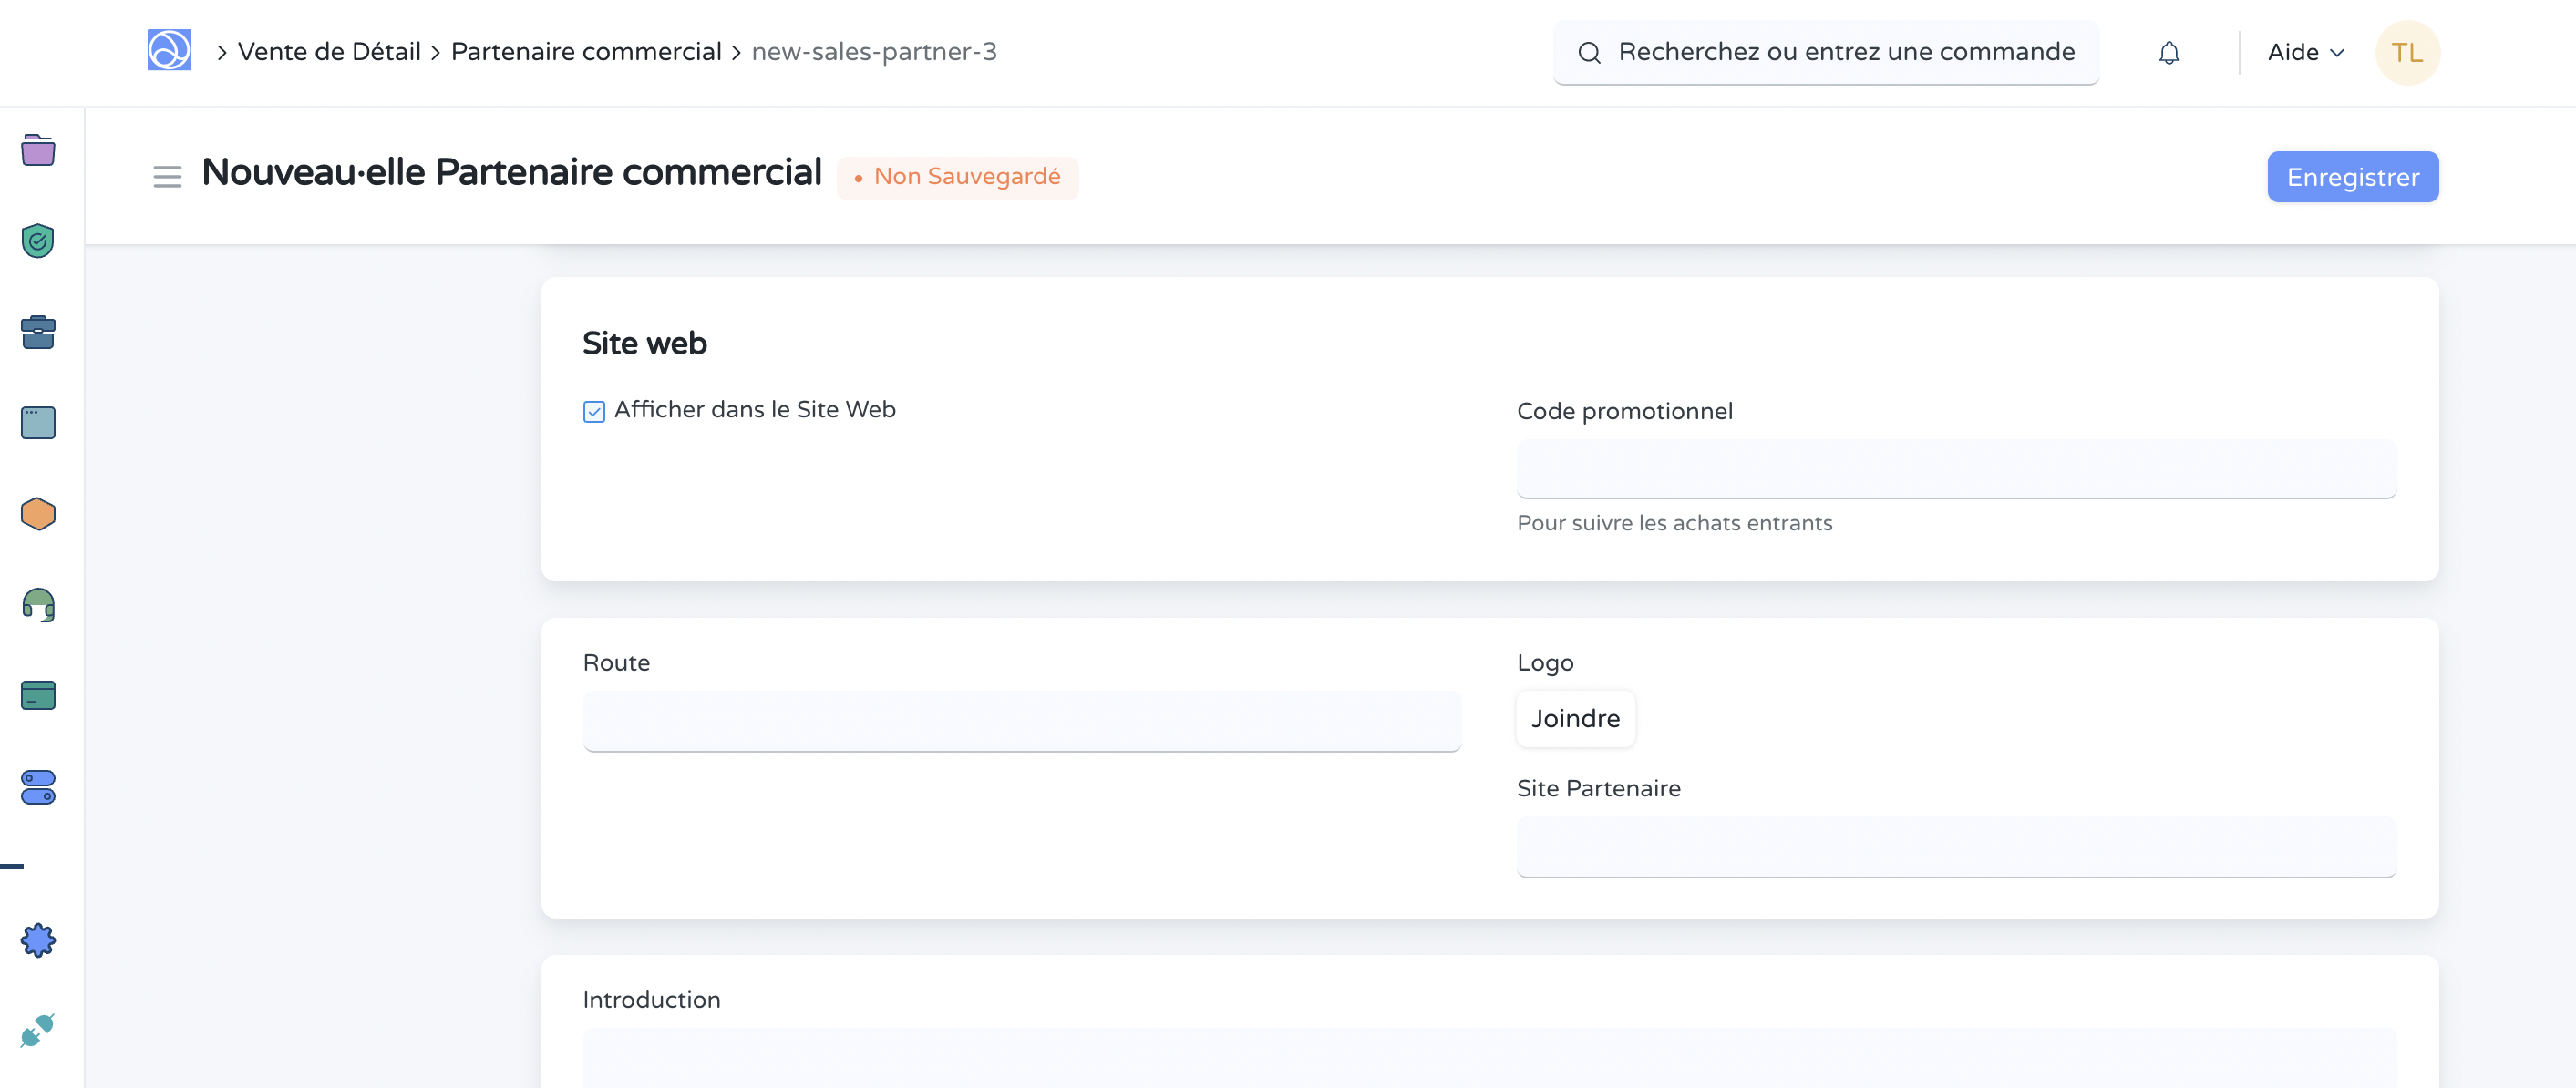 Vente de Détail Partenaire commercial new-sales-partner-3
Recherchez ou entrez une commande
Aide
TL
Nouveau·elle Partenaire commercial
Non Sauvegardé
Enregistrer
Site web
Afficher dans le Site Web
Code promotionnel
Pour suivre les achats entrants
Route
Logo
Joindre
Site Partenaire
Introduction